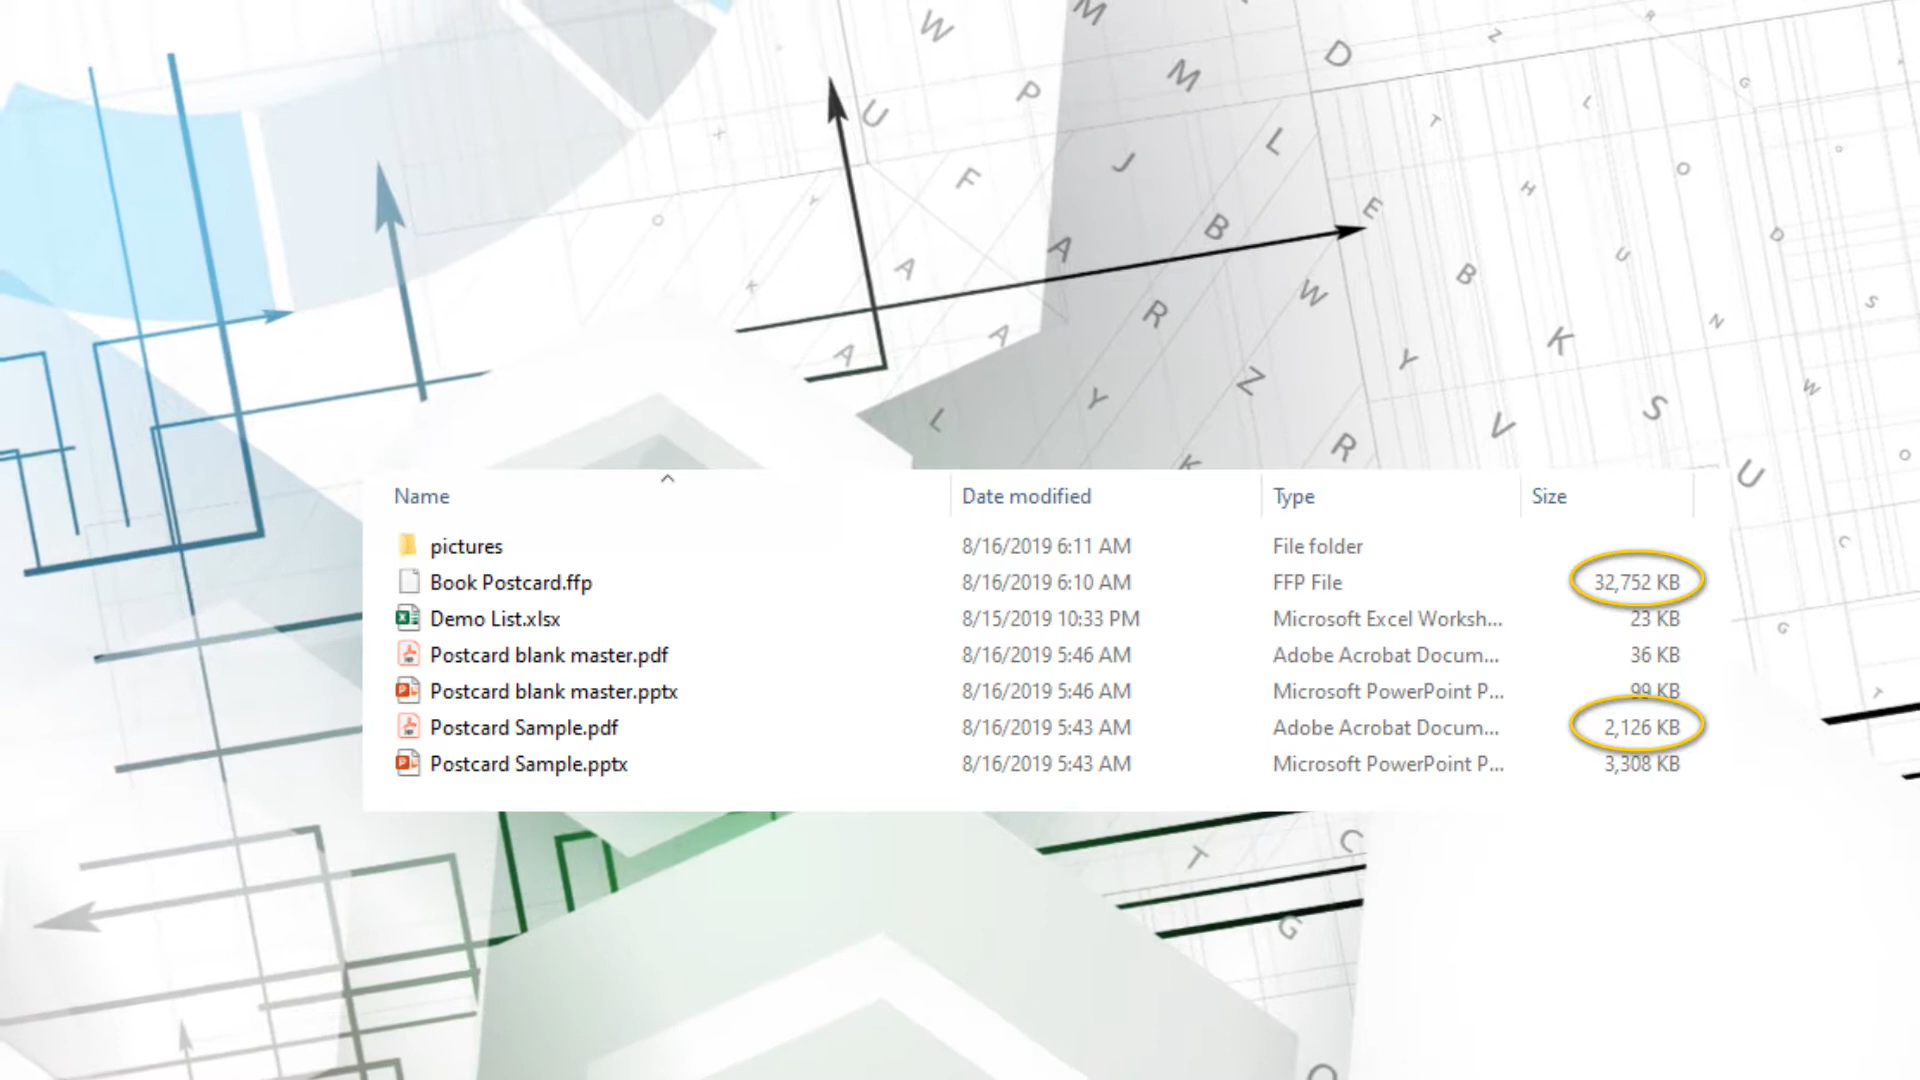 Name Date modified Type Size
pictures 8/16/2019 6:11 AM File folder
Book Postcard.ffp 8/16/2019 6:10 AM FFP File 32,752 KB
Demo List.xlsx 8/15/2019 10:33 PM Microsoft Excel Worksh... 23 KB
Postcard blank master.pdf 8/16/2019 5:46 AM Adobe Acrobat Docum... 36 KB
Postcard blank master.pptx 8/16/2019 5:46 AM Microsoft PowerPoint P... 99 KB
Postcard Sample.pdf 8/16/2019 5:43 AM Adobe Acrobat Docum... 2,126 KB
Postcard Sample.pptx 8/16/2019 5:43 AM Microsoft PowerPoint P... 3,308 KB